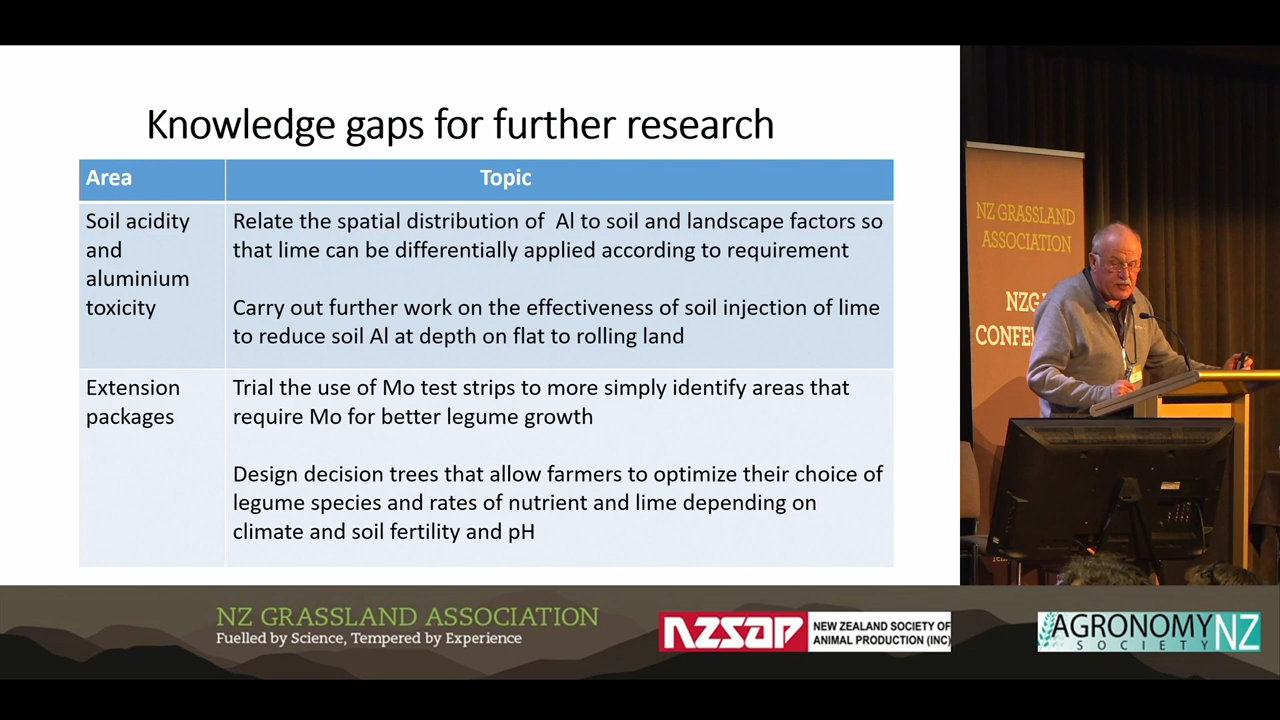 Knowledge gaps for further research
Area
Topic
Soil acidity
and
aluminium
toxicity
Relate the spatial distribution of Al to soil and landscape factors so
that lime can be differentially applied according to requirement
Carry out further work on the effectiveness of soil injection of lime
to reduce soil Al at depth on flat to rolling land
Extension
packages
Trial the use of Mo test strips to more simply identify areas that
require Mo for better legume growth
Design decision trees that allow farmers to optimize their choice of
legume species and rates of nutrient and lime depending on
climate and soil fertility and pH
NZ GRASSLAND
ASSOCIATION
NZG
CONFE
NZ GRASSLAND ASSOCIATION
Fuelled by Science, Tempered by Experience
NZSAP
NEW ZEALAND SOCIETY OF
ANIMAL PRODUCTION (INC)
AGRONOMY NZ
SOCIETY